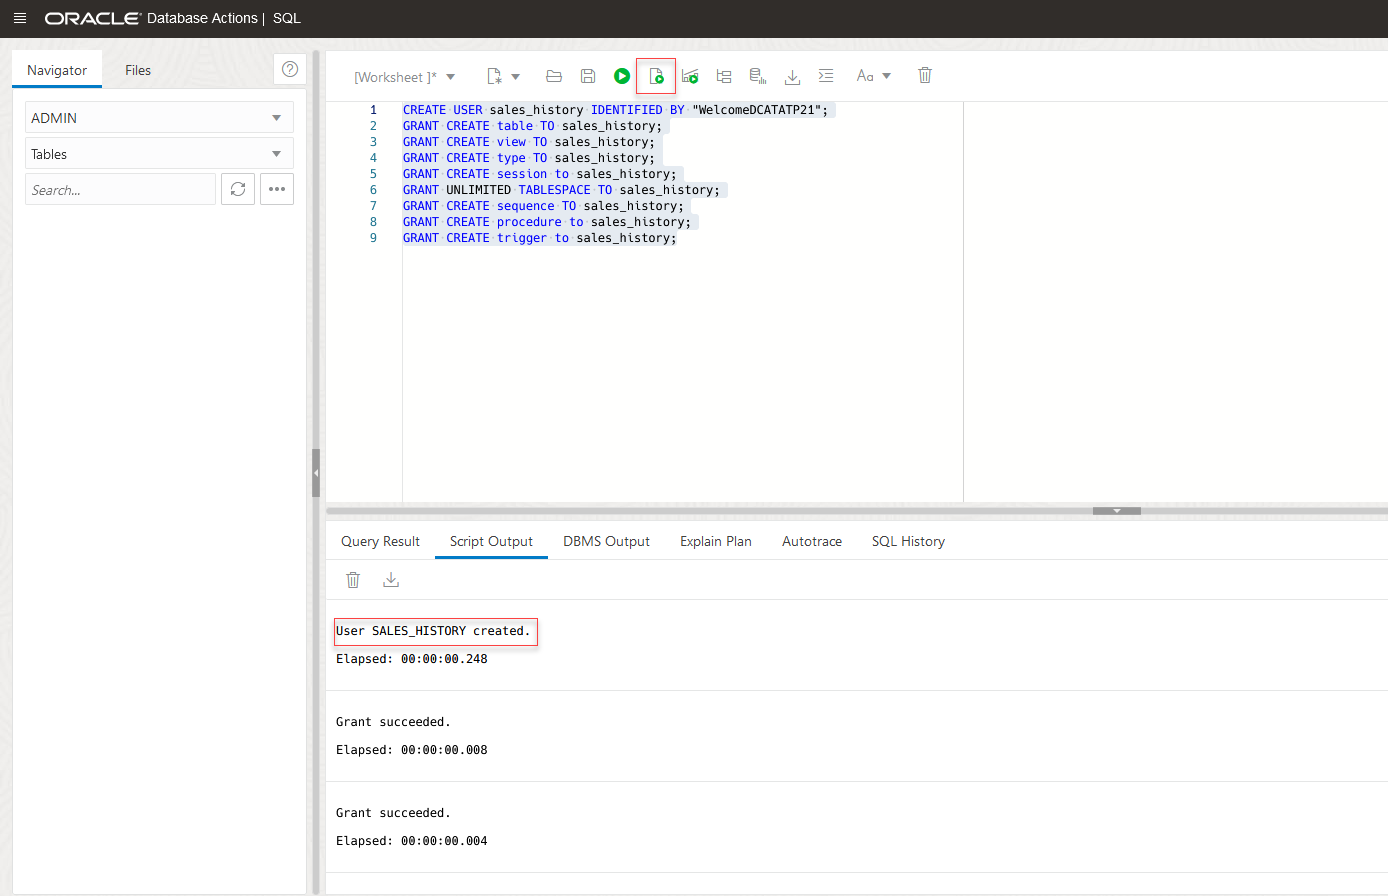 ORACLE Database Actions | SQL
Navigator Files
ADMIN
Tables
Search...
[Worksheet ]*
Aa
1 CREATE USER sales_history IDENTIFIED BY "WelcomeDCATATP21";
2 GRANT CREATE table TO sales_history;
3 GRANT CREATE view TO sales_history;
4 GRANT CREATE type TO sales_history;
5 GRANT CREATE session to sales_history;
6 GRANT UNLIMITED TABLESPACE TO sales_history;
7 GRANT CREATE sequence TO sales_history;
8 GRANT CREATE procedure to sales_history;
9 GRANT CREATE trigger to sales_history;
Query Result Script Output DBMS Output Explain Plan Autotrace SQL History
User SALES_HISTORY created.
Elapsed: 00:00:00.248
Grant succeeded.
Elapsed: 00:00:00.008
Grant succeeded.
Elapsed: 00:00:00.004